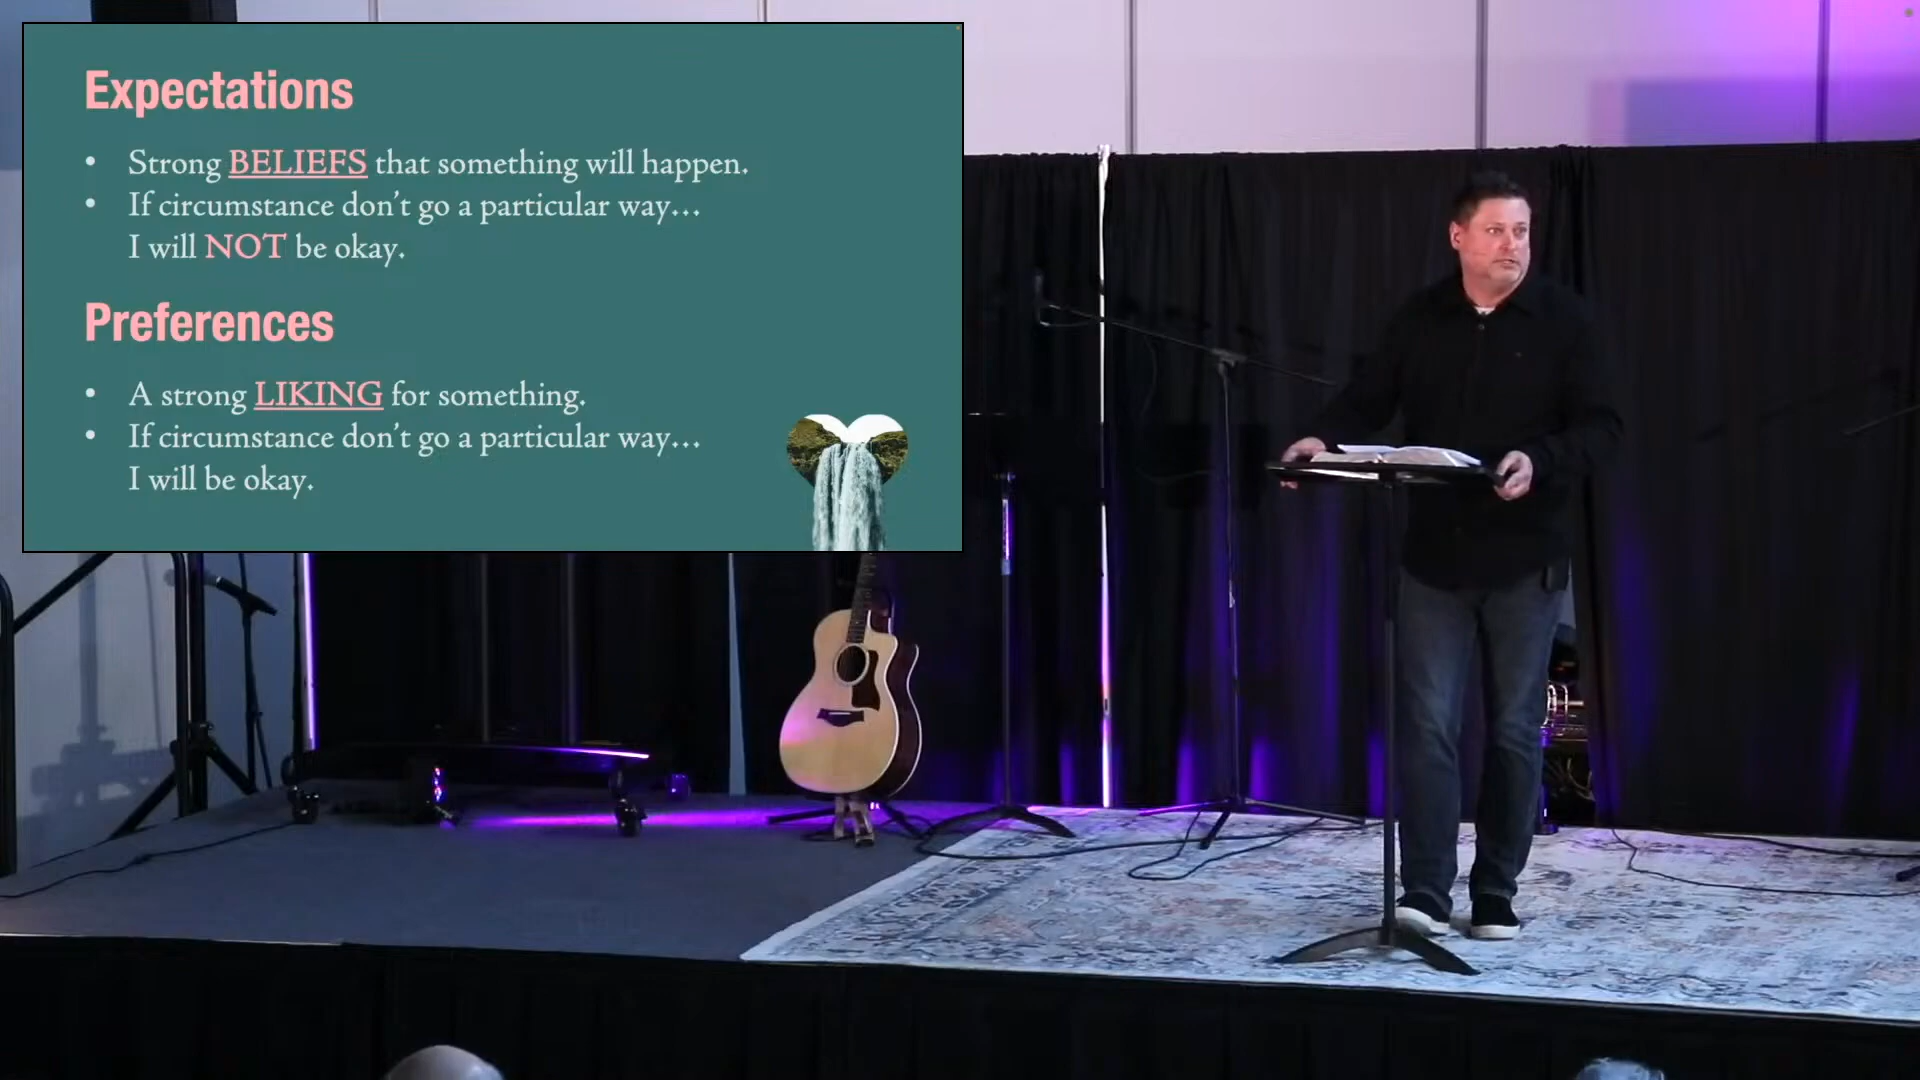 Expectations
• Strong BELIEFS that something will happen.
• If circumstance don't go a particular way...
I will NOT be okay.
Preferences
• A strong LIKING for something.
• If circumstance don't go a particular way...
I will be okay.